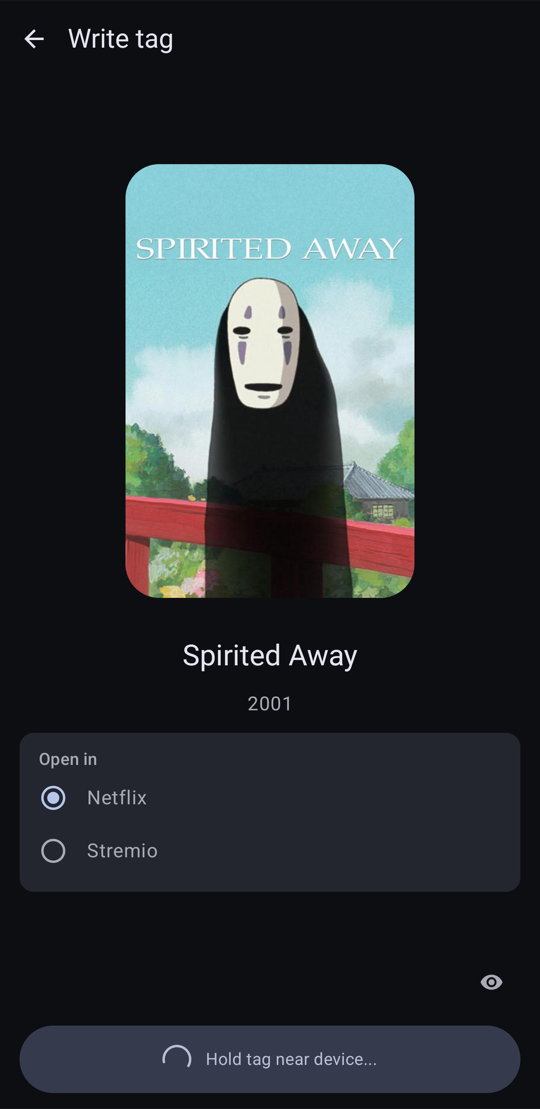 Write tag
SPIRITED AWAY
Spirited Away
2001
Open in
Netflix
Stremio
Hold tag near device...